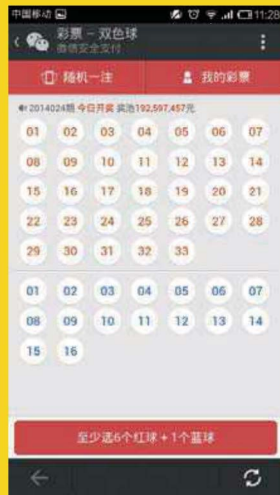 中国移动 11:28
彩票 - 双色球
微信安全支付
随机一注 我的彩票
2014024期 今日开奖 奖池192,597,457元
01 02 03 04 05 06 07
08 09 10 11 12 13 14
15 16 17 18 19 20 21
22 23 24 25 26 27 28
29 30 31 32 33
01 02 03 04 05 06 07
08 09 10 11 12 13 14
15 16
至少选6个红球 + 1个蓝球